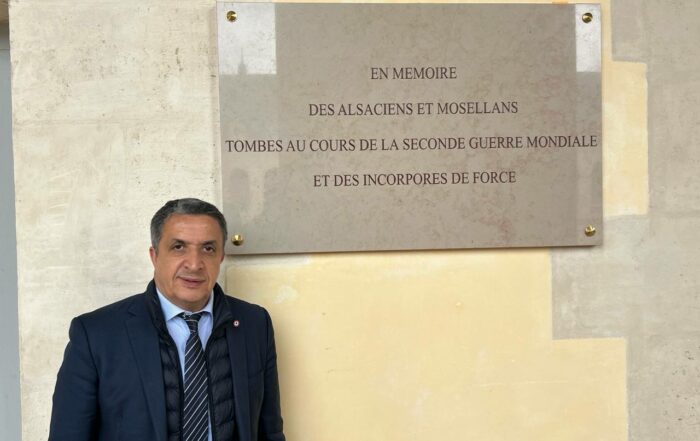 EN MEMOIRE
DES ALSACIENS ET MOSELLANS
TOMBES AU COURS DE LA SECONDE GUERRE MONDIALE
ET DES INCORPORES DE FORCE